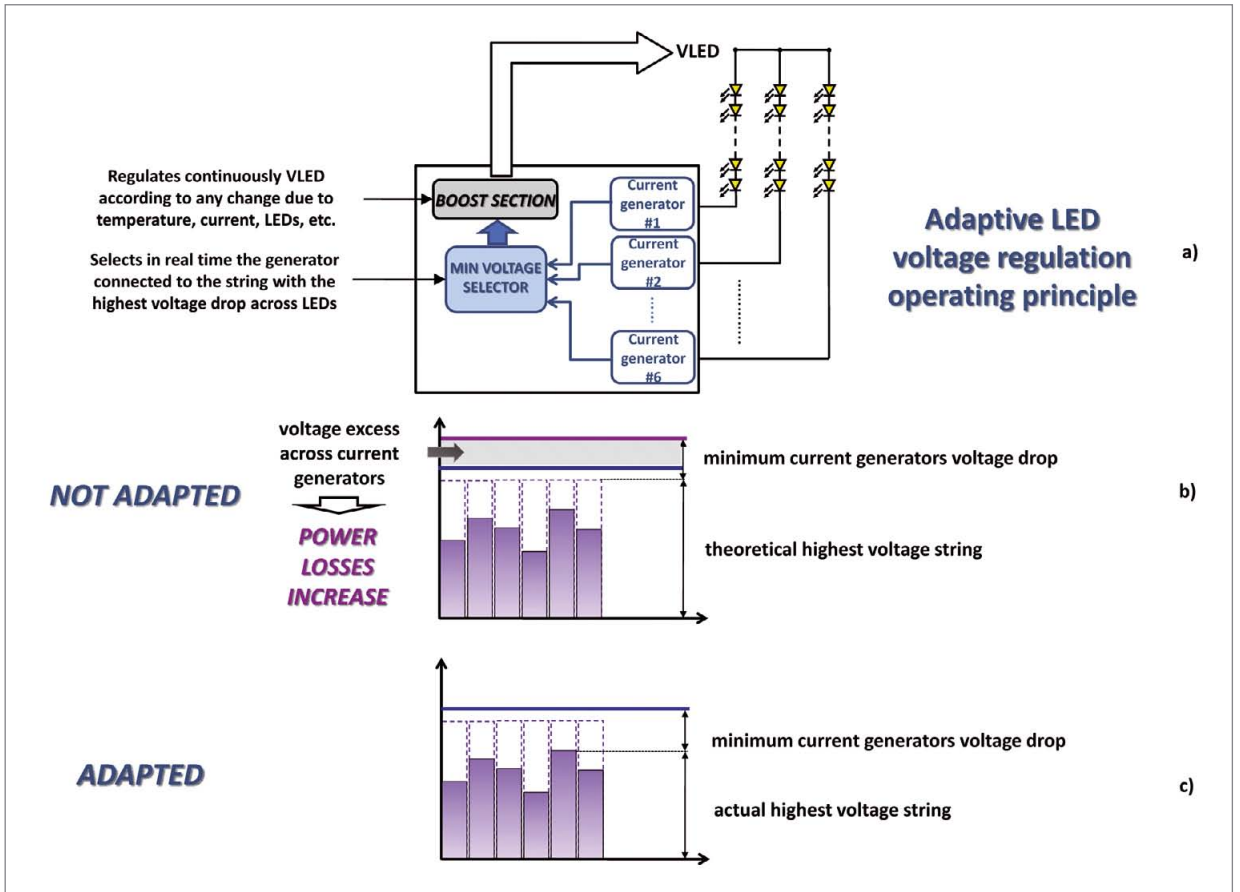 VLED
Regulates continuously VLED
according to any change due to
temperature, current, LEDs, etc.
BOOST SECTION
Current
generator
#1
Selects in real time the generator
connected to the string with the
highest voltage drop across LEDs
MIN VOLTAGE
SELECTOR
Current
generator
#2
Current
generator
#6
Adaptive LED
voltage regulation
operating principle
a)
NOT ADAPTED
voltage excess
across current
generators
POWER
LOSSES
INCREASE
minimum current generators voltage drop
theoretical highest voltage string
b)
ADAPTED
minimum current generators voltage drop
actual highest voltage string
c)